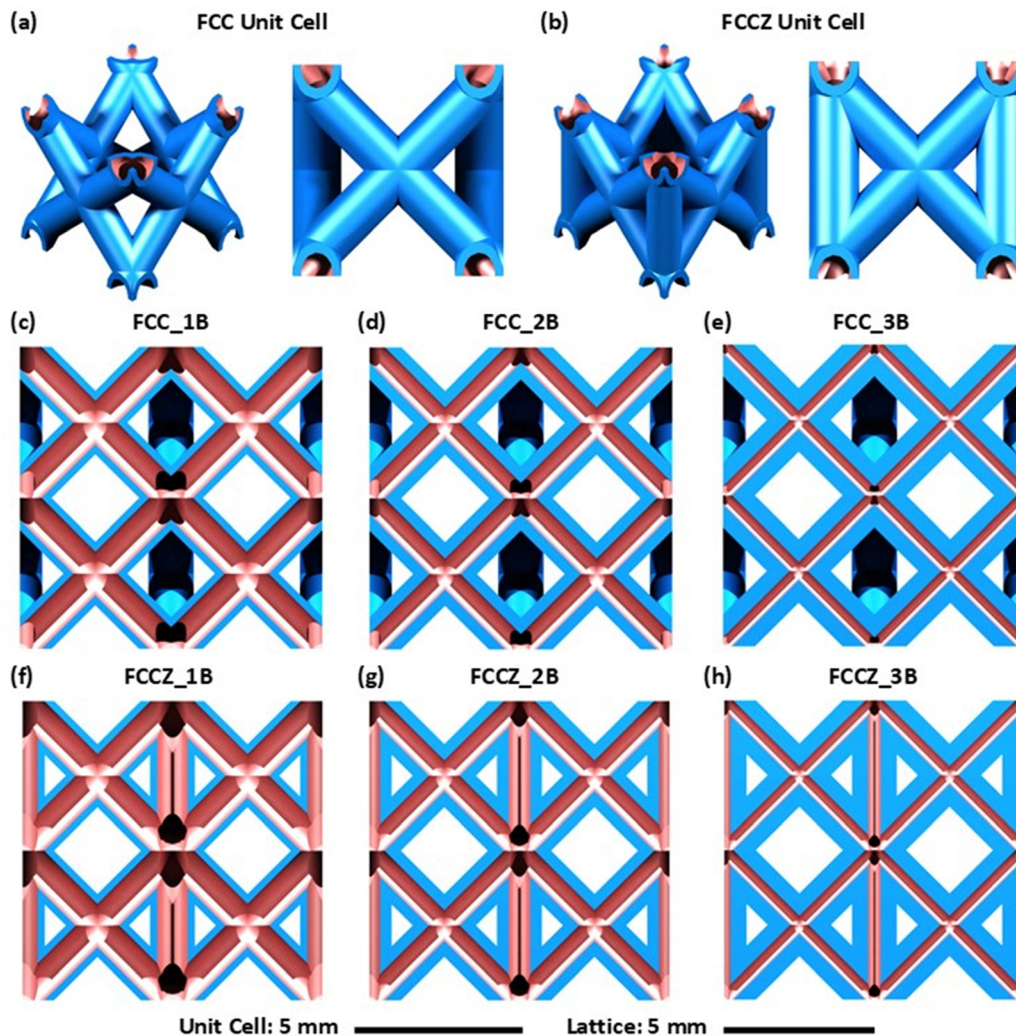 (a) FCC Unit Cell (b) FCCZ Unit Cell
(c) FCC_1B (d) FCC_2B (e) FCC_3B
(f) FCCZ_1B (g) FCCZ_2B (h) FCCZ_3B
Unit Cell: 5 mm Lattice: 5 mm